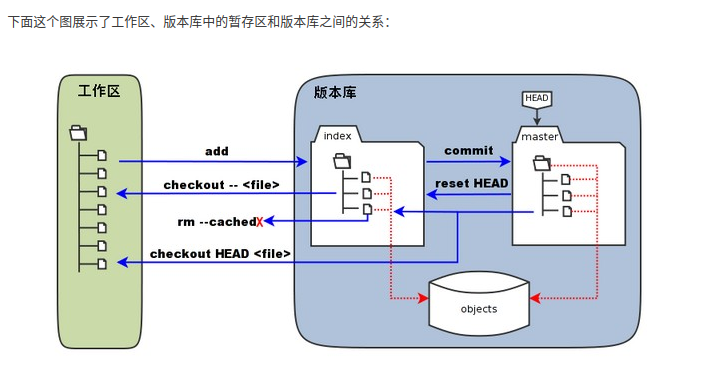 下面这个图展示了工作区、版本库中的暂存区和版本库之间的关系：
工作区
版本库
HEAD
index
master
add
commit
checkout -- <file>
reset HEAD
rm --cached
X
checkout HEAD <file>
objects